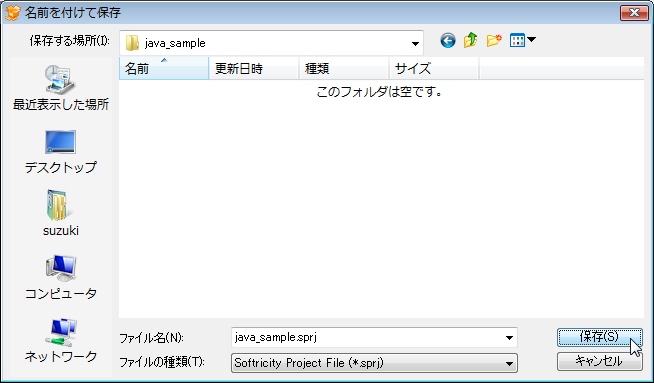 名前を付けて保存
保存する場所(I): java_sample
名前 更新日時 種類 サイズ
このフォルダは空です。
最近表示した場所
デスクトップ
suzuki
コンピュータ
ネットワーク
ファイル名(N): java_sample.sprj 保存(S)
ファイルの種類(T): Softricity Project File (*.sprj) キャンセル